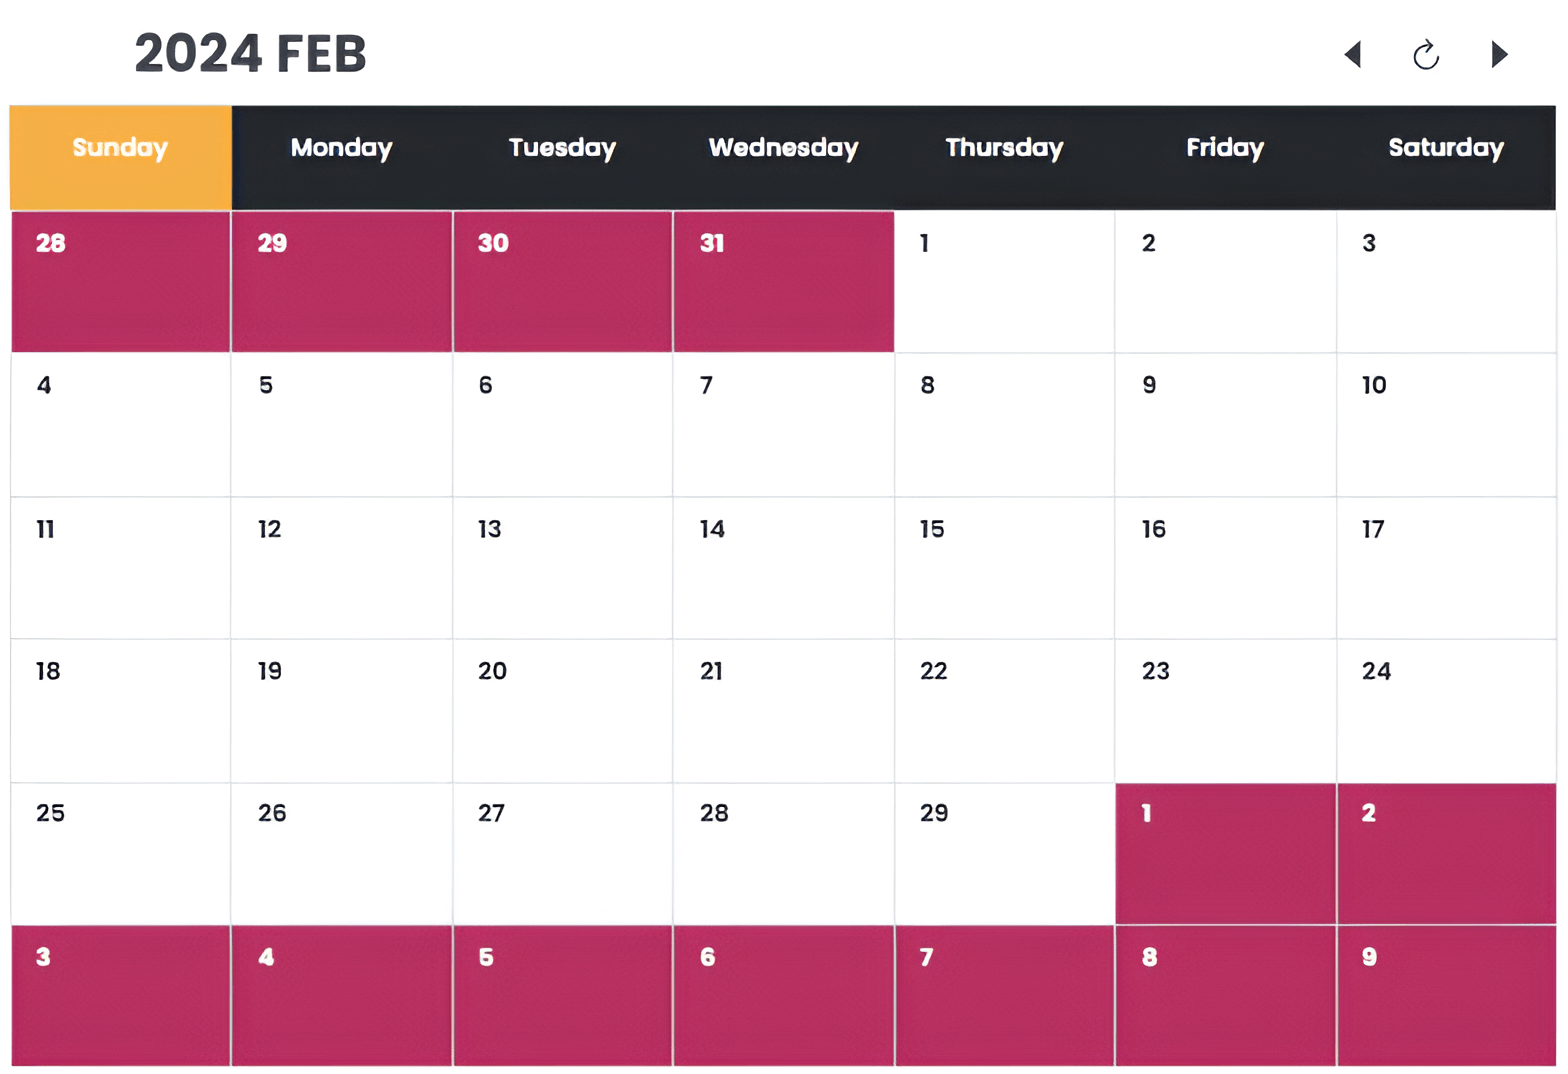 2024 FEB
Sunday Monday Tuesday Wednesday Thursday Friday Saturday
28 29 30 31 1 2 3
4 5 6 7 8 9 10
11 12 13 14 15 16 17
18 19 20 21 22 23 24
25 26 27 28 29 1 2
3 4 5 6 7 8 9